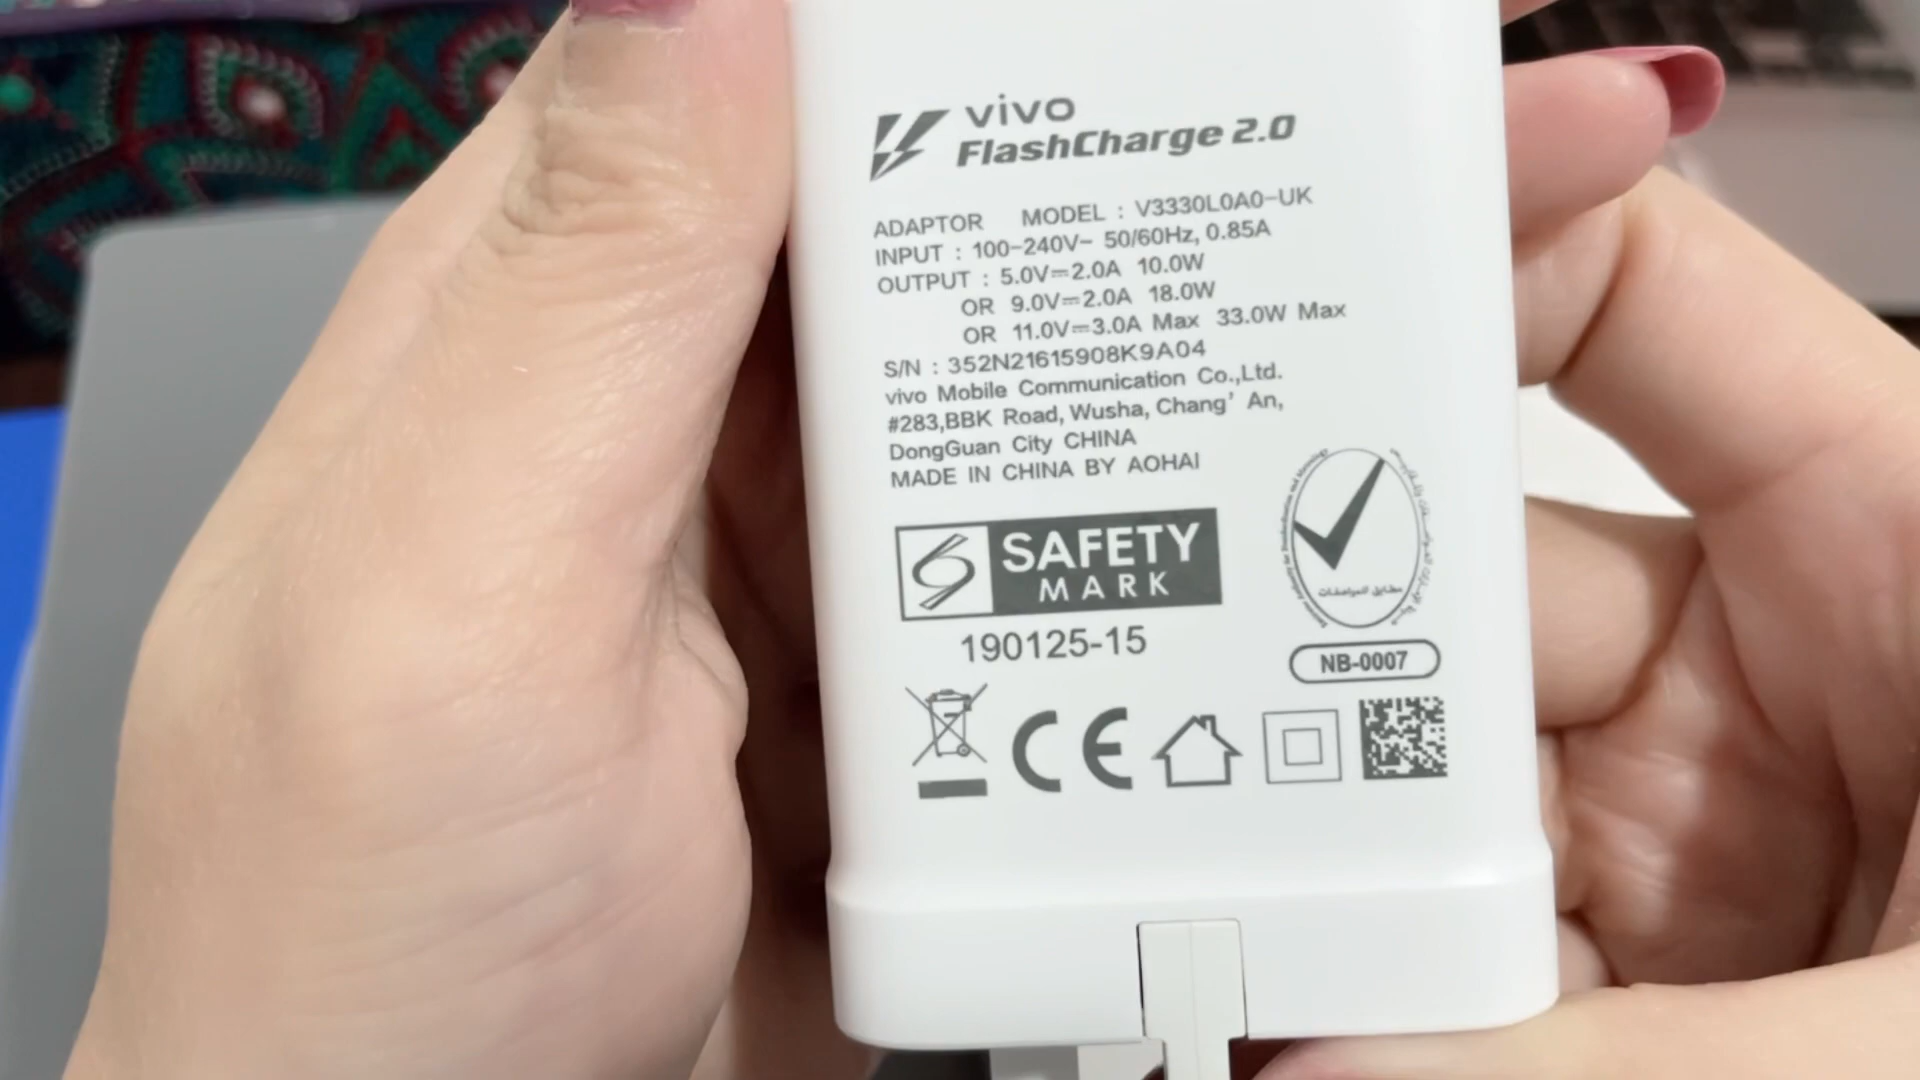 vivo
FlashCharge 2.0
ADAPTOR MODEL : V3330L0A0-UK
INPUT : 100-240V~ 50/60Hz, 0.85A
OUTPUT : 5.0V⎓2.0A 10.0W
OR 9.0V⎓2.0A 18.0W
OR 11.0V⎓3.0A Max 33.0W Max
S/N : 352N21615908K9A04
vivo Mobile Communication Co.,Ltd.
#283,BBK Road, Wusha, Chang' An,
DongGuan City CHINA
MADE IN CHINA BY AOHAI
SAFETY
MARK
190125-15
مطابق للمواصفات
NB-0007
CE